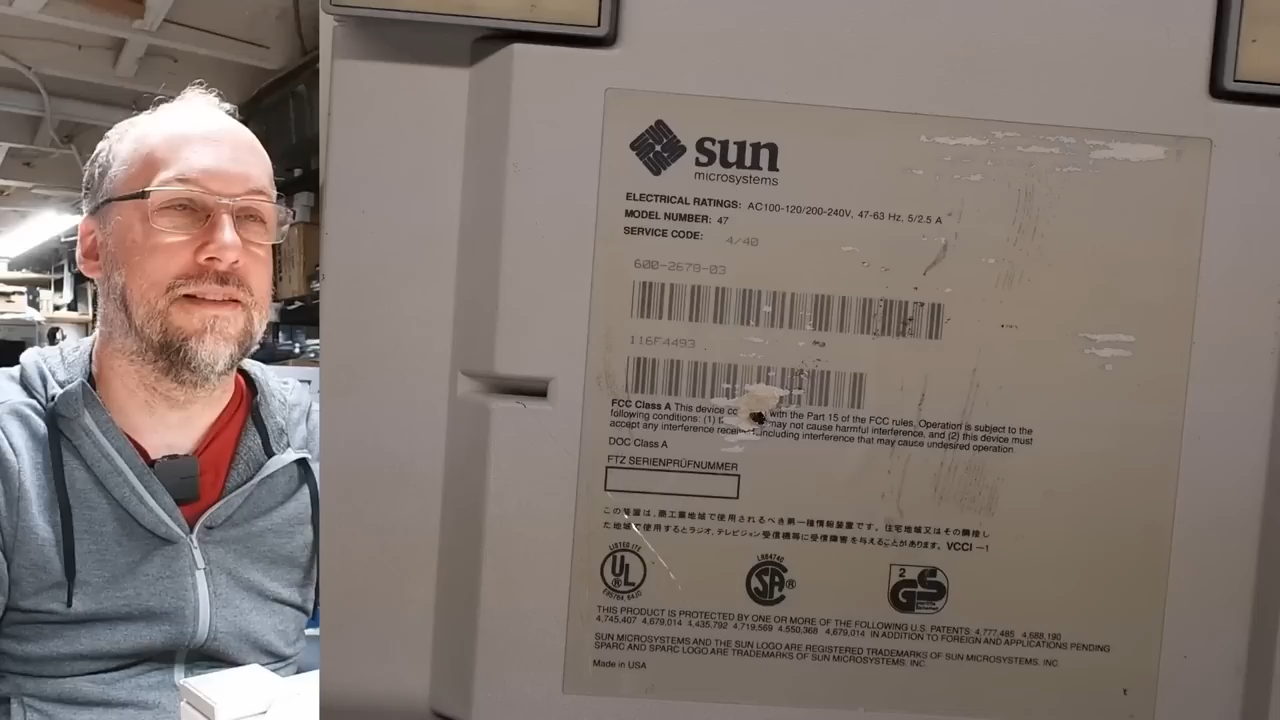 sun
microsystems
ELECTRICAL RATINGS: AC100-120/200-240V, 47-63 Hz, 5/2.5 A
MODEL NUMBER: 47
SERVICE CODE: 4/40
600-2678-03
116F4493
FCC Class A This device with the Part 15 of the FCC rules, Operation is subject to the
following conditions: (1) may not cause harmful interference, and (2) this device must
accept any interference including interference that may cause undesired operation.
DOC Class A
FTZ SERIENPRÜFNUMMER
この装置は、商工業地域で使用されるべき第一種情報装置です。住宅地域又はその隣接し
た地域で使用するとラジオ、テレビジョン受信機等に受信障害を与えることがあります。 VCCI-1
LISTED ITE
UL
E95764, 64J0
LR84740
SA
2
GS
THIS PRODUCT IS PROTECTED BY ONE OR MORE OF THE FOLLOWING U.S. PATENTS 4,777,485 4,688,190
4,745,407 4,679,014 4,435,792 4,719,569 4,550,368 4,679,014 IN ADDITION TO FOREIGN AND APPLICATIONS PENDING
SUN MICROSYSTEMS AND THE SUN LOGO ARE REGISTERED TRADEMARKS OF SUN MICROSYSTEMS, INC
SPARC AND SPARC LOGO ARE TRADEMARKS OF SUN MICROSYSTEMS, INC
Made in USA